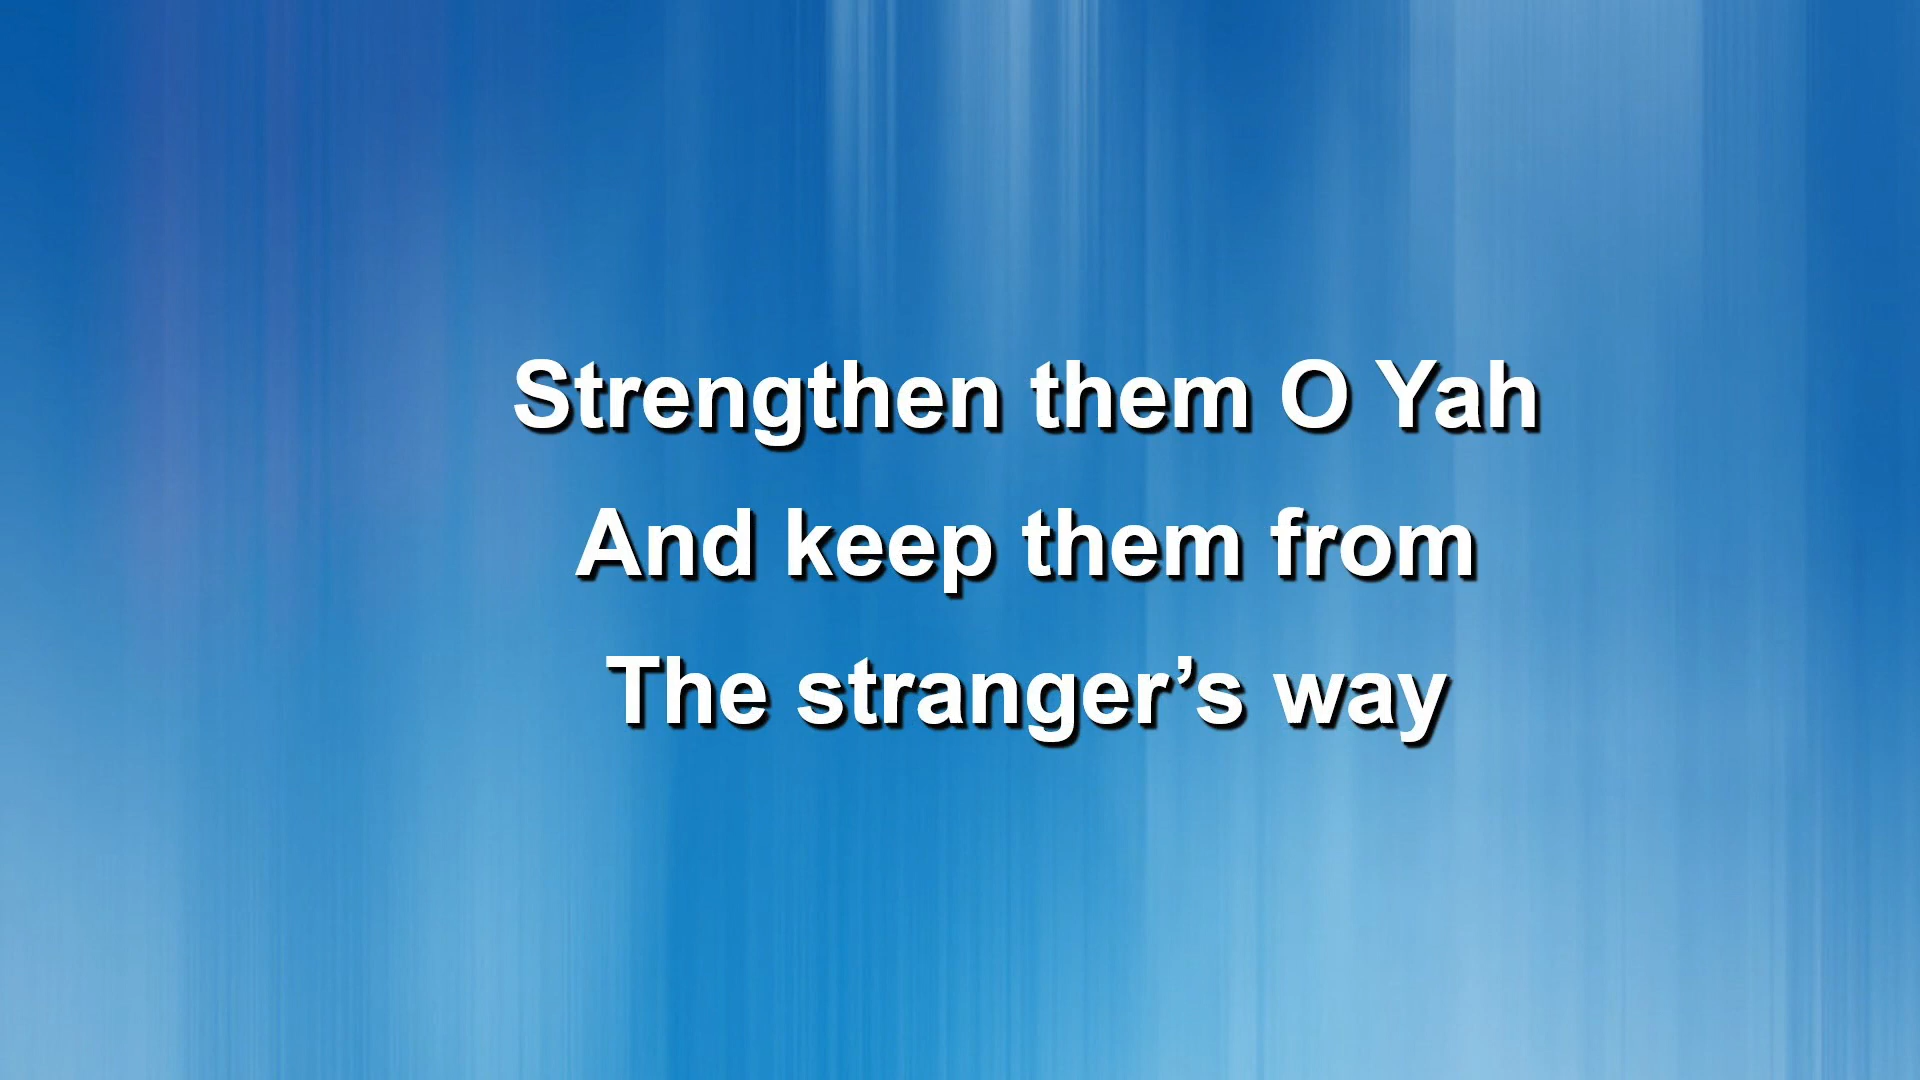 Strengthen them O Yah
And keep them from
The stranger’s way